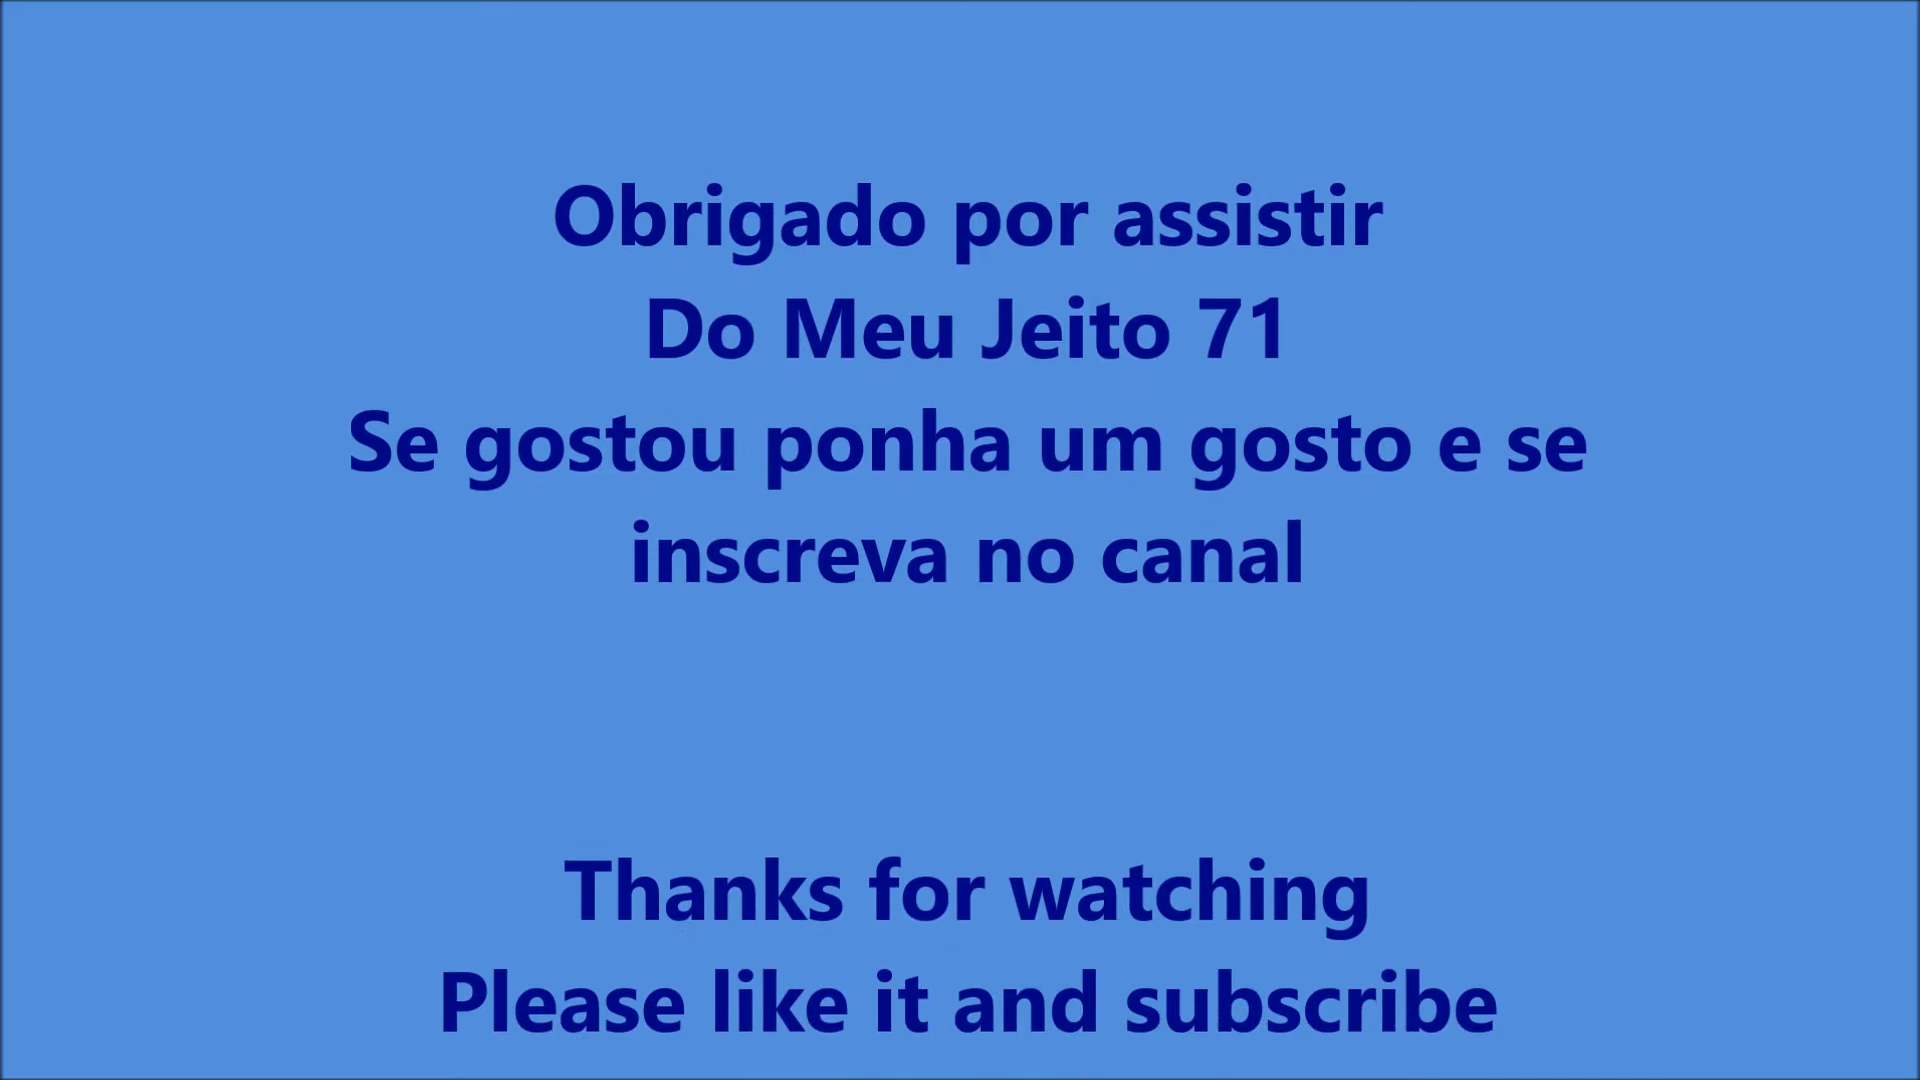 Obrigado por assistir
Do Meu Jeito 71
Se gostou ponha um gosto e se
inscreva no canal
Thanks for watching
Please like it and subscribe